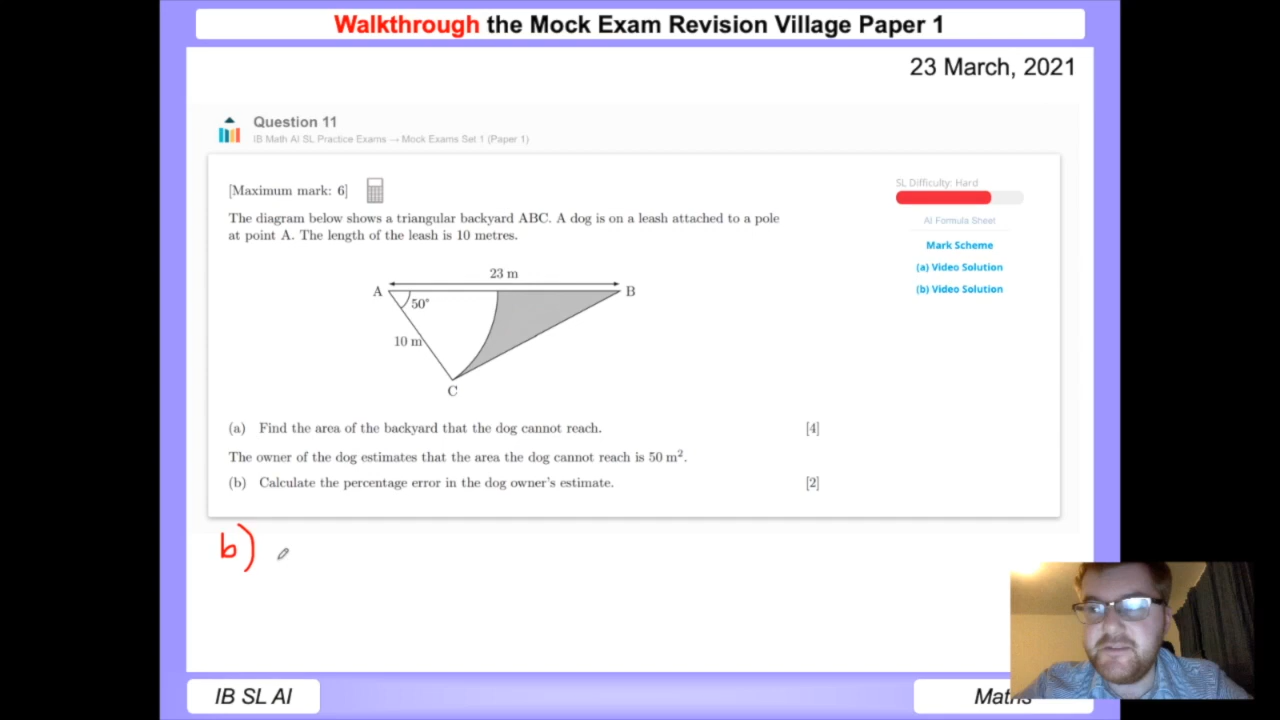 Walkthrough the Mock Exam Revision Village Paper 1
23 March, 2021
Question 11
IB Math AI SL Practice Exams → Mock Exams Set 1 (Paper 1)
[Maximum mark: 6]
SL Difficulty: Hard
AI Formula Sheet
Mark Scheme
(a) Video Solution
(b) Video Solution
The diagram below shows a triangular backyard ABC. A dog is on a leash attached to a pole
at point A. The length of the leash is 10 metres.
23 m
A
B
50°
10 m
C
(a) Find the area of the backyard that the dog cannot reach. [4]
The owner of the dog estimates that the area the dog cannot reach is 50 m².
(b) Calculate the percentage error in the dog owner's estimate. [2]
b)
IB SL AI
Maths